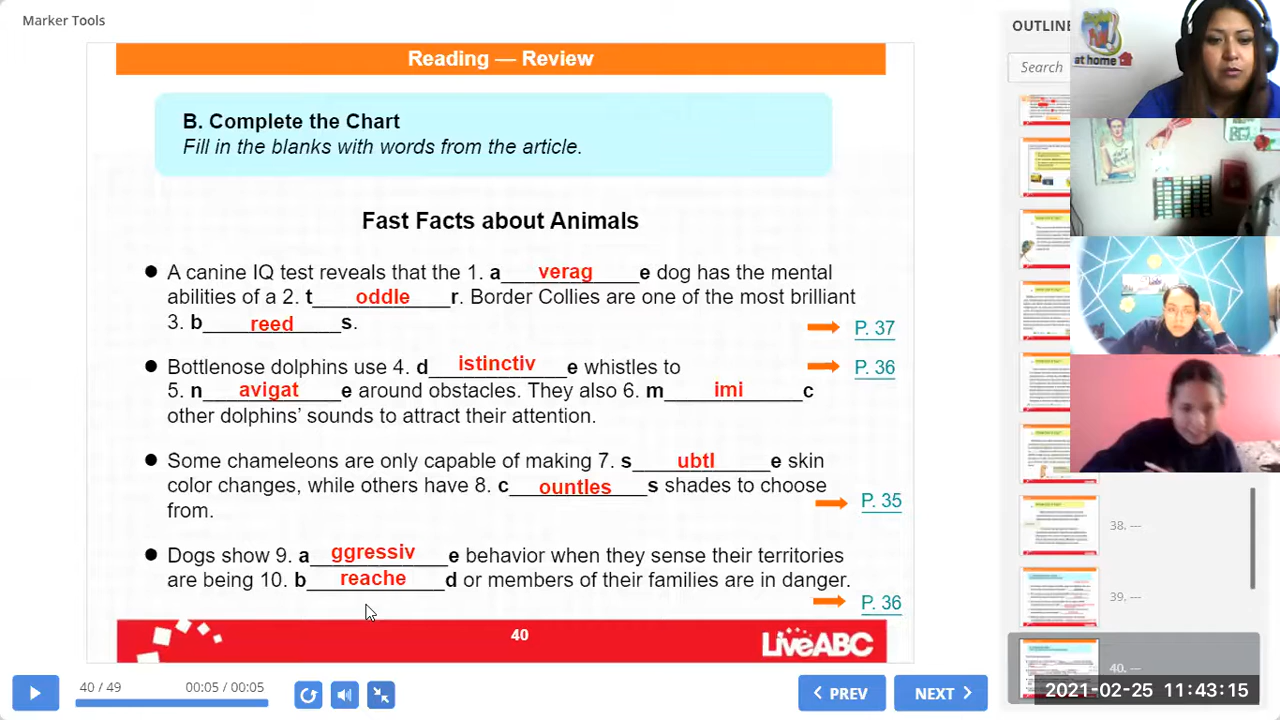 Marker Tools
OUTLINE
Search
at home
Reading — Review
B. Complete the chart
Fill in the blanks with words from the article.
Fast Facts about Animals
A canine IQ test reveals that the 1. a verag e dog has the mental
abilities of a 2. t oddle r. Border Collies are one of the most brilliant
3. b reed s.
P. 37
Bottlenose dolphins use 4. d istinctiv e whistles to
P. 36
5. n avigat around obstacles. They also 6. m imi c
other dolphins' sounds to attract their attention.
Some chameleons are only capable of making 7. s ubtl e skin
color changes, while others have 8. c ountles s shades to choose
from.
P. 35
Dogs show 9. a ggressiv e behavior when they sense their territories
are being 10. b reache d or members of their families are in danger.
P. 36
40
LiveABC
38. ---
39. ---
40. ---
40 / 49
00:05 / 00:05
PREV
NEXT
2021-02-25 11:43:15